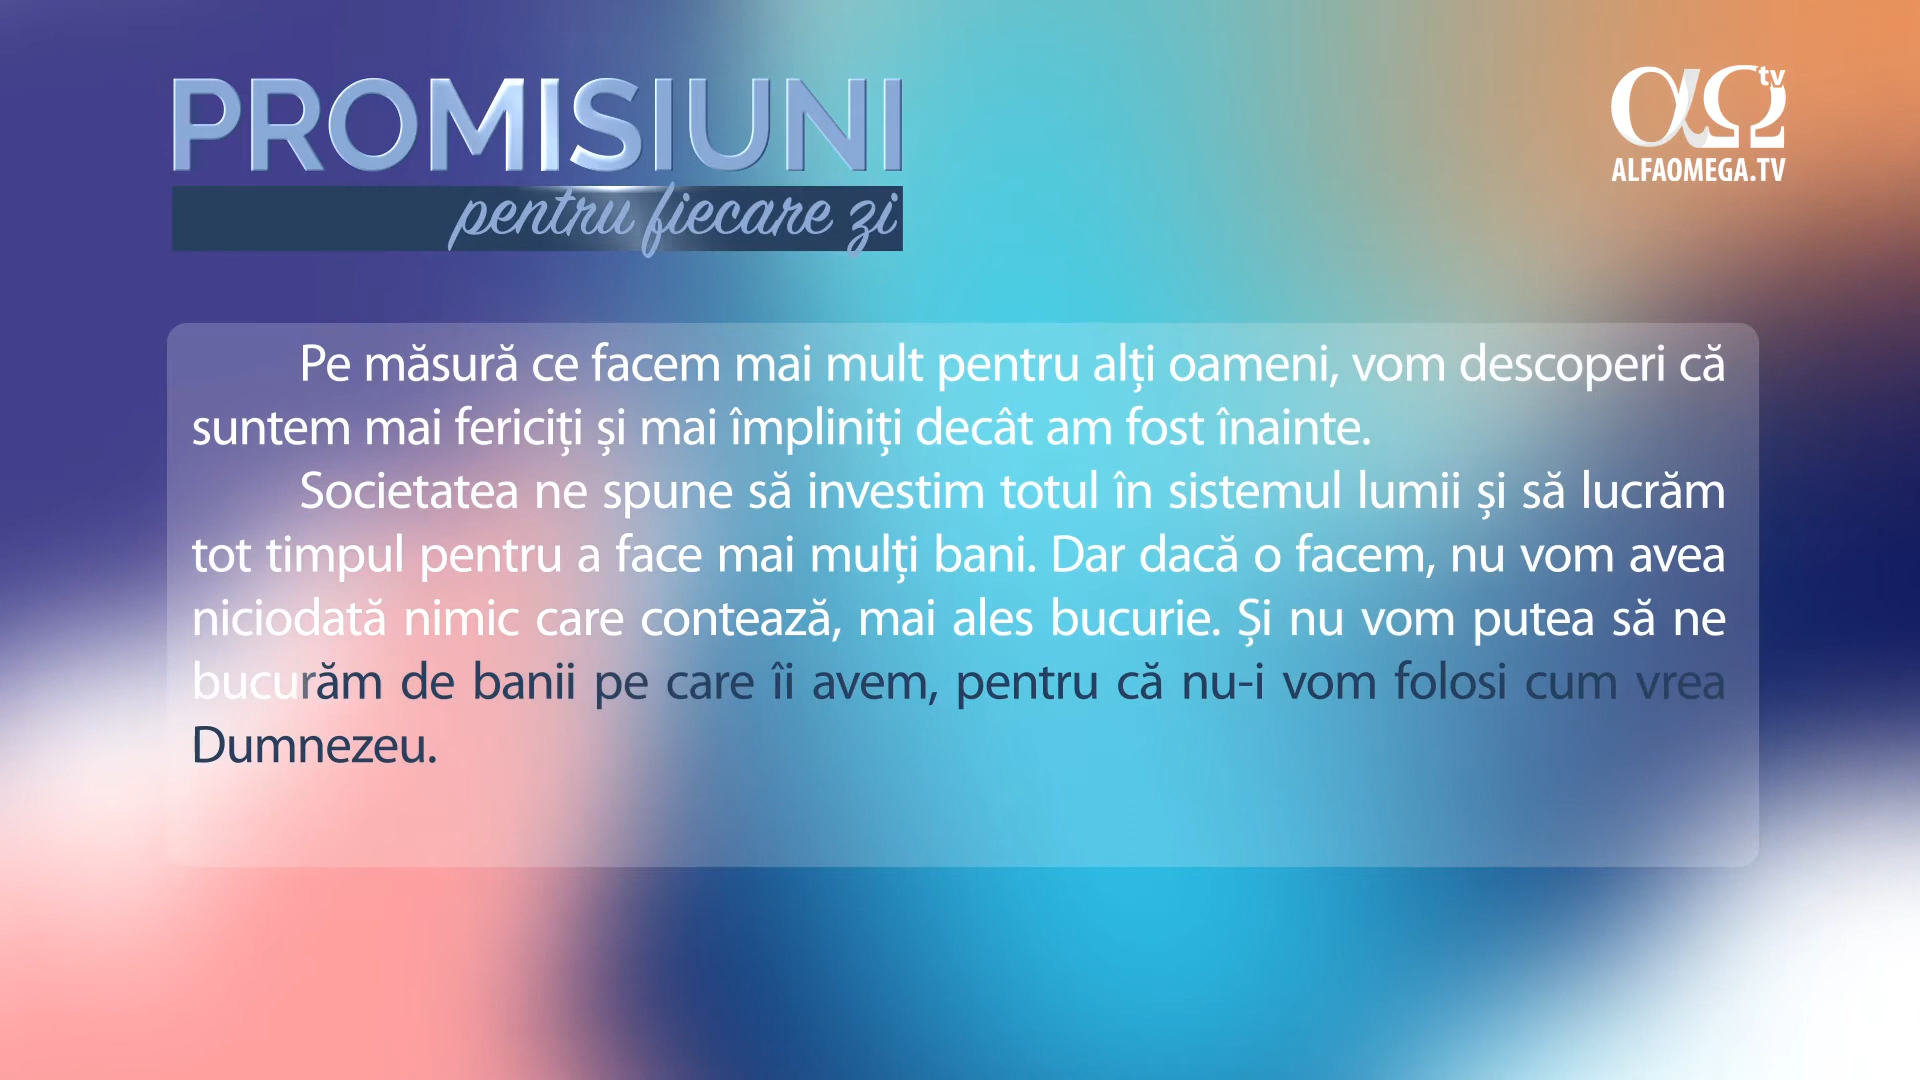 PROMISIUNI
pentru fiecare zi
αΩ tv
ALFAOMEGA.TV
Pe măsură ce facem mai mult pentru alți oameni, vom descoperi că
suntem mai fericiți și mai împliniți decât am fost înainte.
Societatea ne spune să investim totul în sistemul lumii și să lucrăm
tot timpul pentru a face mai mulți bani. Dar dacă o facem, nu vom avea
niciodată nimic care contează, mai ales bucurie. Și nu vom putea să ne
bucurăm de banii pe care îi avem, pentru că nu-i vom folosi cum vrea
Dumnezeu.